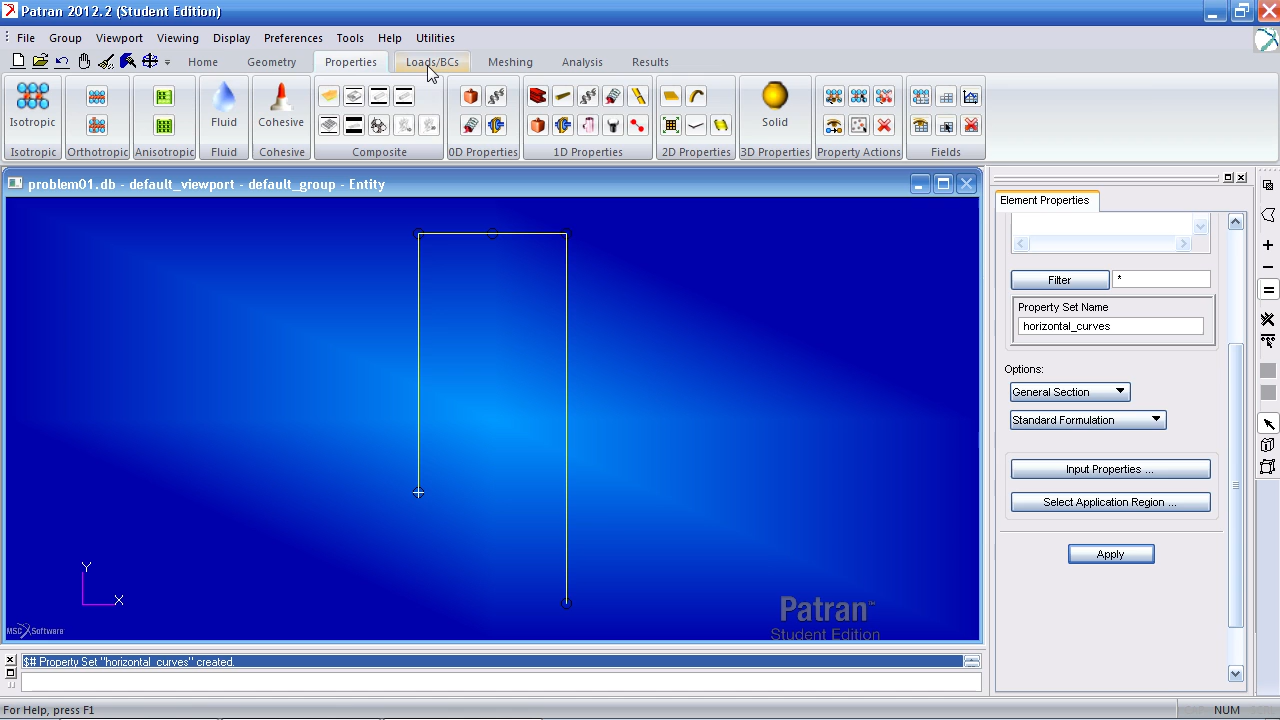 Patran 2012.2 (Student Edition)
File Group Viewport Viewing Display Preferences Tools Help Utilities
Home Geometry Properties Loads/BCs Meshing Analysis Results
Isotropic Fluid Cohesive Solid
Isotropic Orthotropic Anisotropic Fluid Cohesive Composite 0D Properties 1D Properties 2D Properties 3D Properties Property Actions Fields
problem01.db - default_viewport - default_group - Entity
Element Properties
Filter *
Property Set Name
horizontal_curves
Options:
General Section
Standard Formulation
Input Properties ...
Select Application Region ...
Apply
Y
X
MSC Software
Patran™
Student Edition
$# Property Set "horizontal_curves" created.
For Help, press F1
NUM